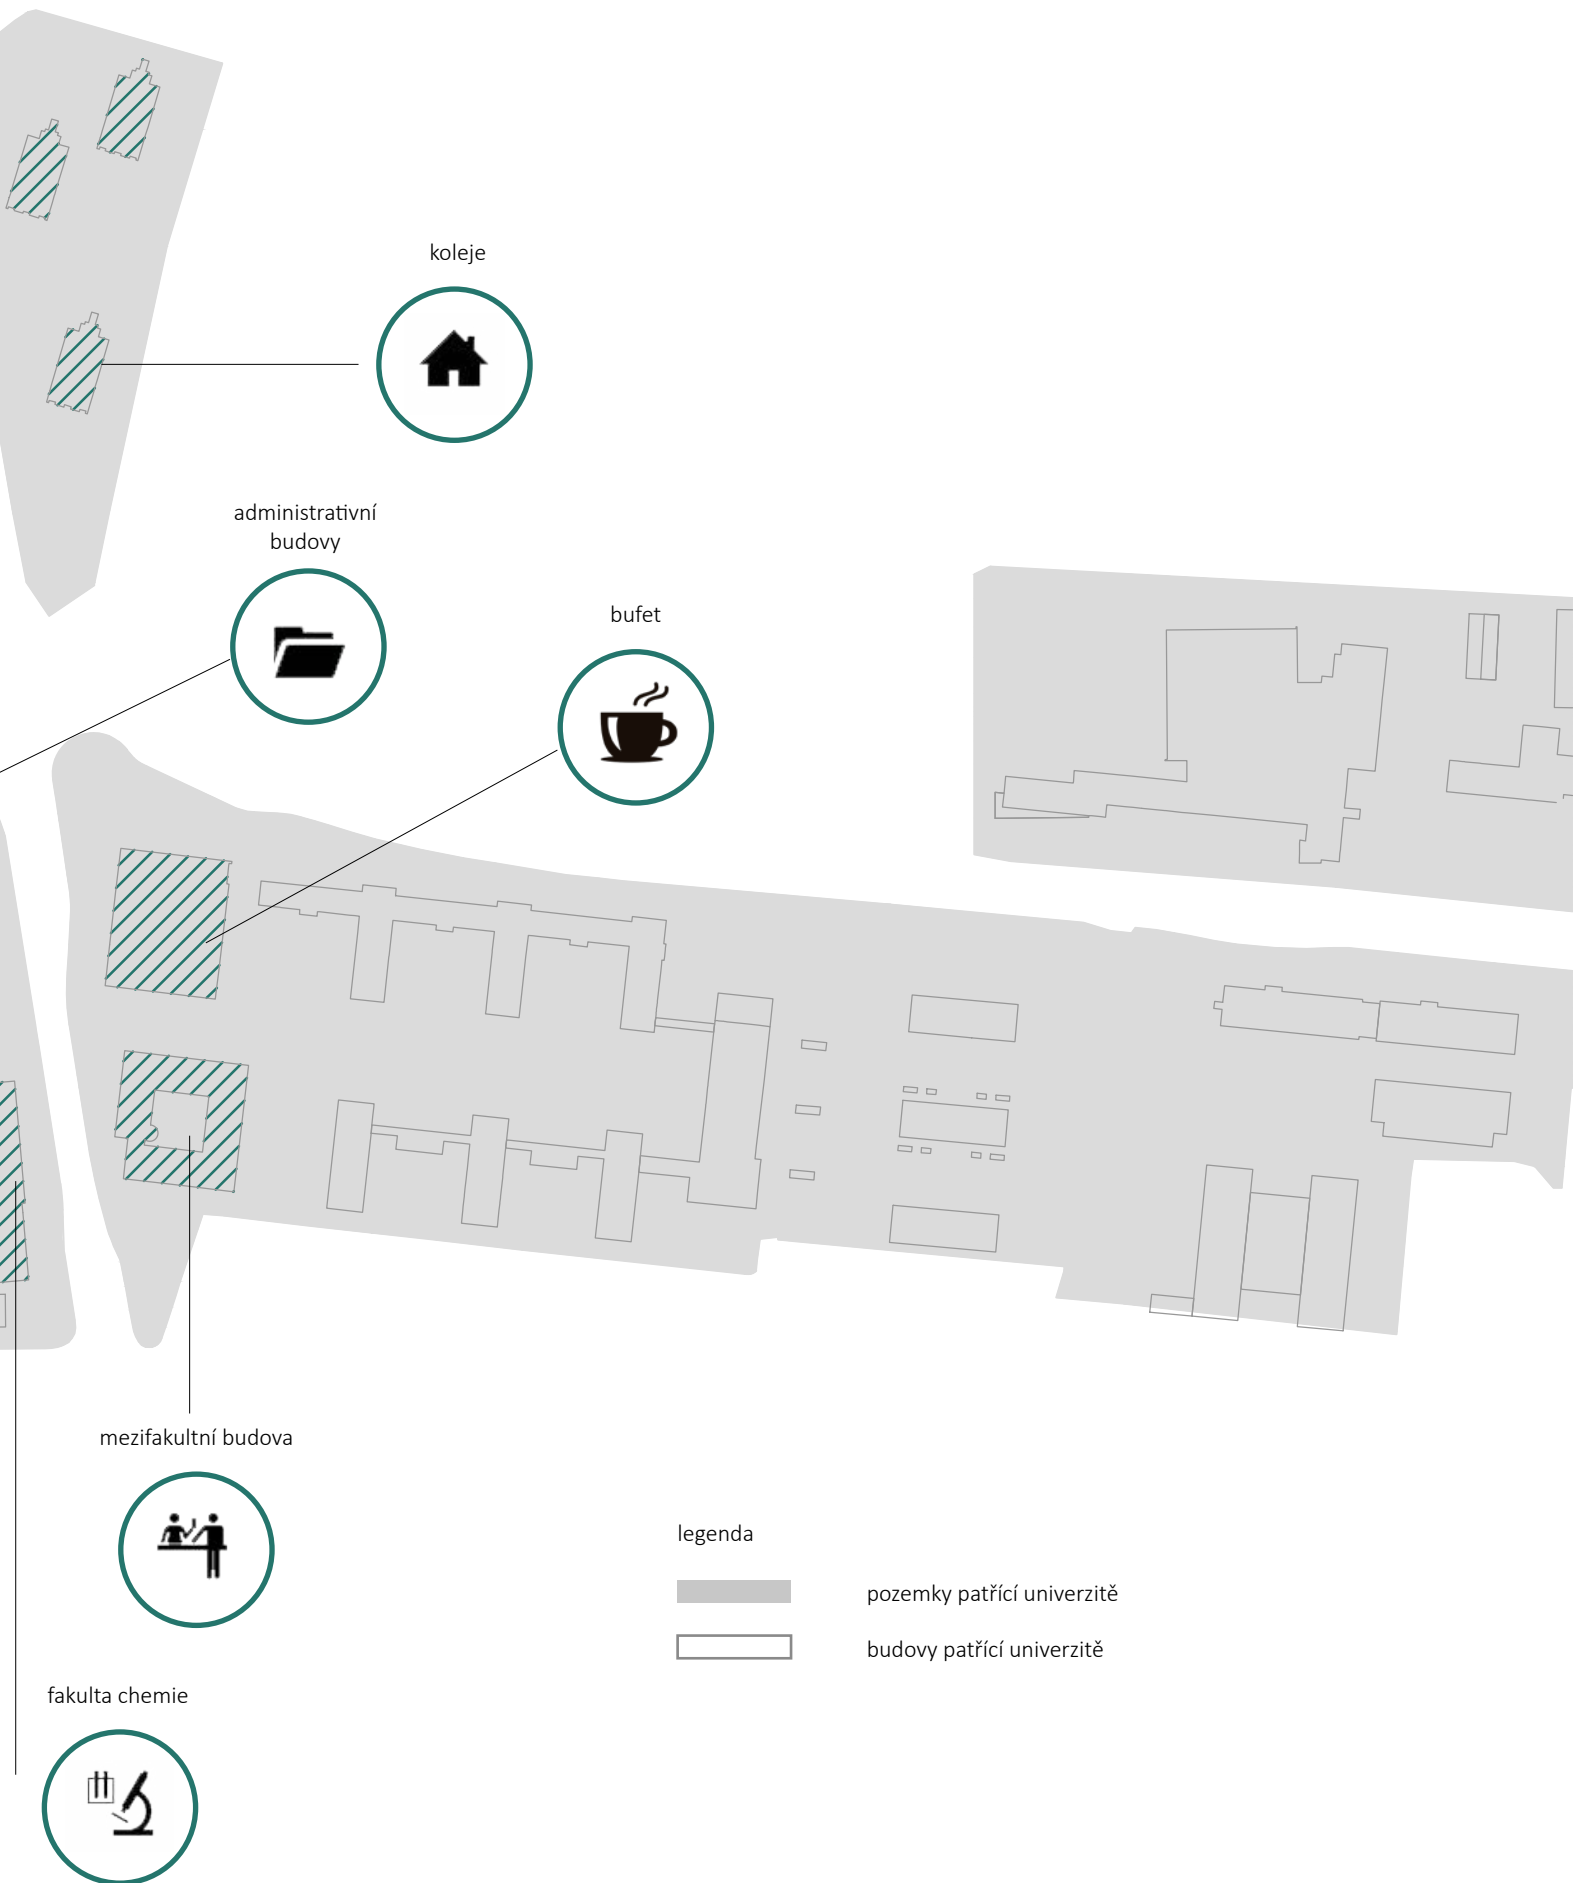 koleje
administrativní
budovy
bufet
mezifakultní budova
legenda
pozemky patřící univerzitě
budovy patřící univerzitě
fakulta chemie